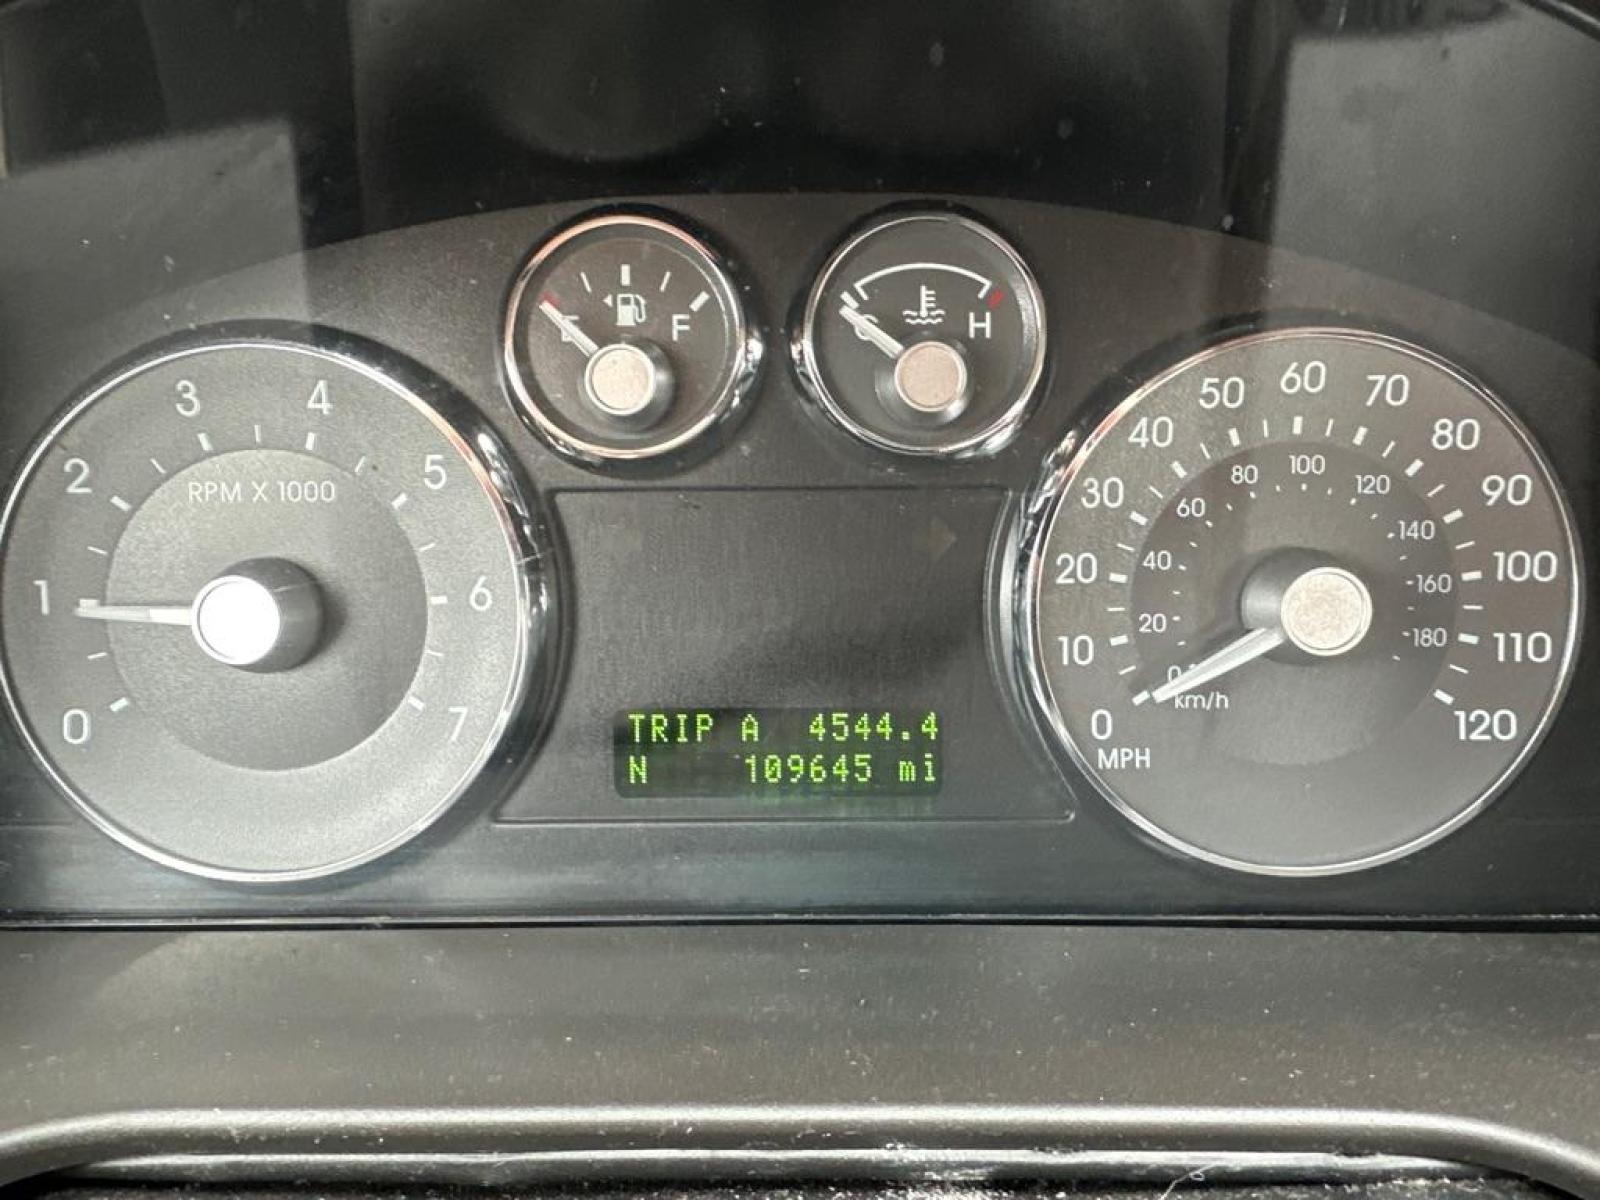 E F
C H
0 1 2 3 4 5 6 7
RPM X 1000
0 10 20 30 40 50 60 70 80 90 100 110 120
MPH
0 20 40 60 80 100 120 140 160 180
km/h
TRIP A 4544.4
N 109645 mi